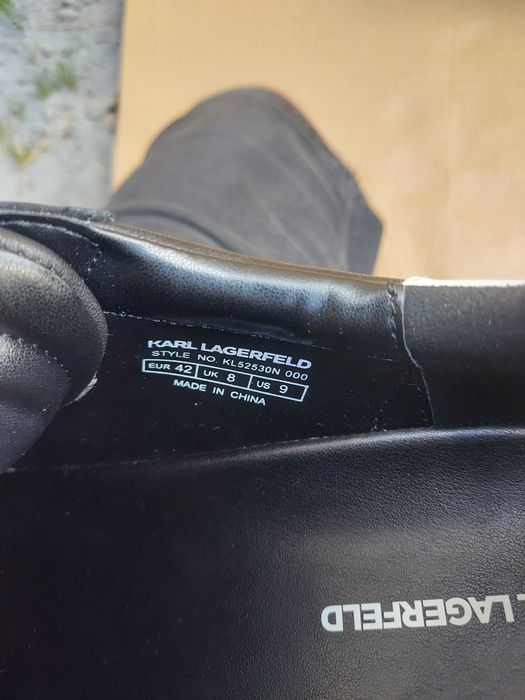 KARL LAGERFELD
STYLE NO KL52530N 000
EUR 42 UK 8 US 9
MADE IN CHINA
L LAGERFELD